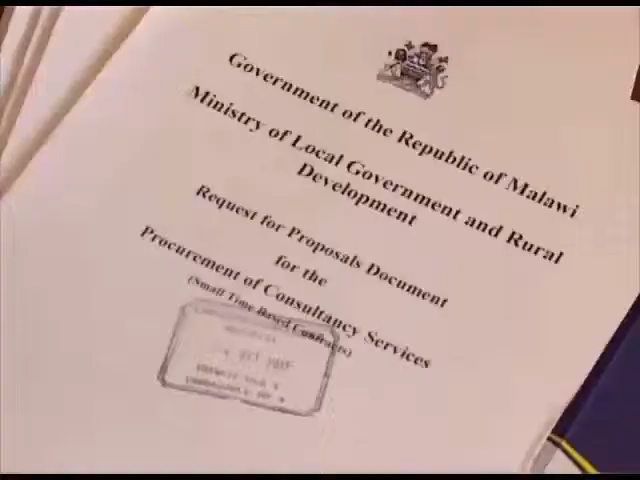 Government of the Republic of Malawi
Ministry of Local Government and Rural
Development
Request for Proposals Document
for the
Procurement of Consultancy Services
(Small Time Based Contracts)